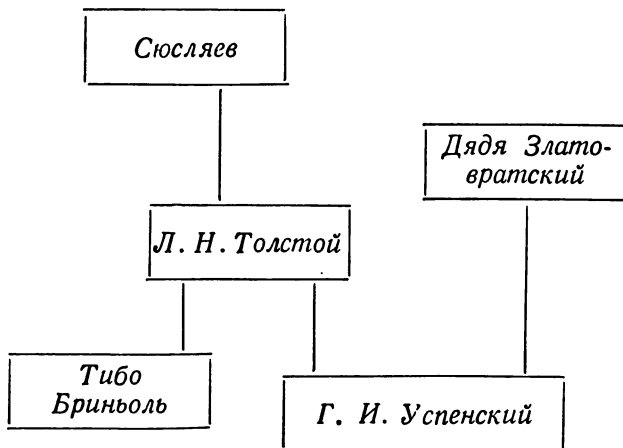 Сюсляев
Дядя Злато-
вратский
Л. Н. Толстой
Тибо
Бриньоль
Г. И. Успенский